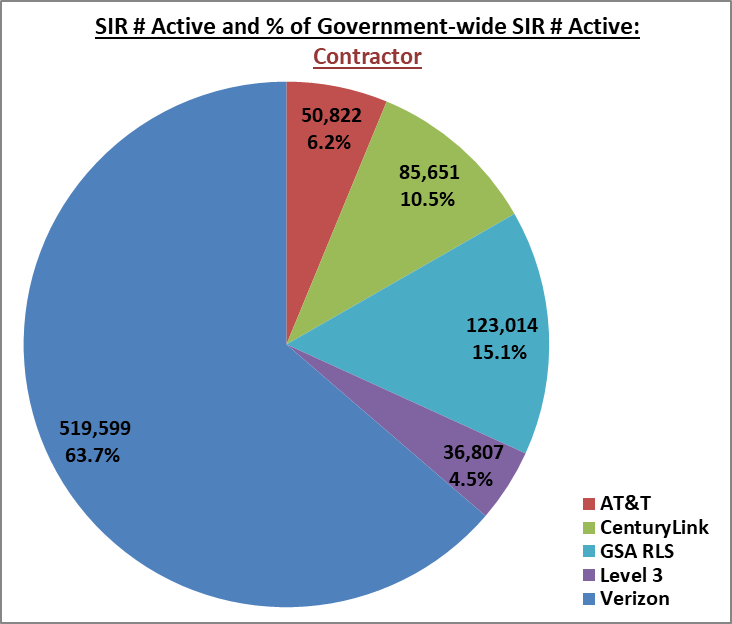 SIR # Active and % of Government-wide SIR # Active:
Contractor
50,822
6.2%
85,651
10.5%
123,014
15.1%
36,807
4.5%
519,599
63.7%
AT&T
CenturyLink
GSA RLS
Level 3
Verizon